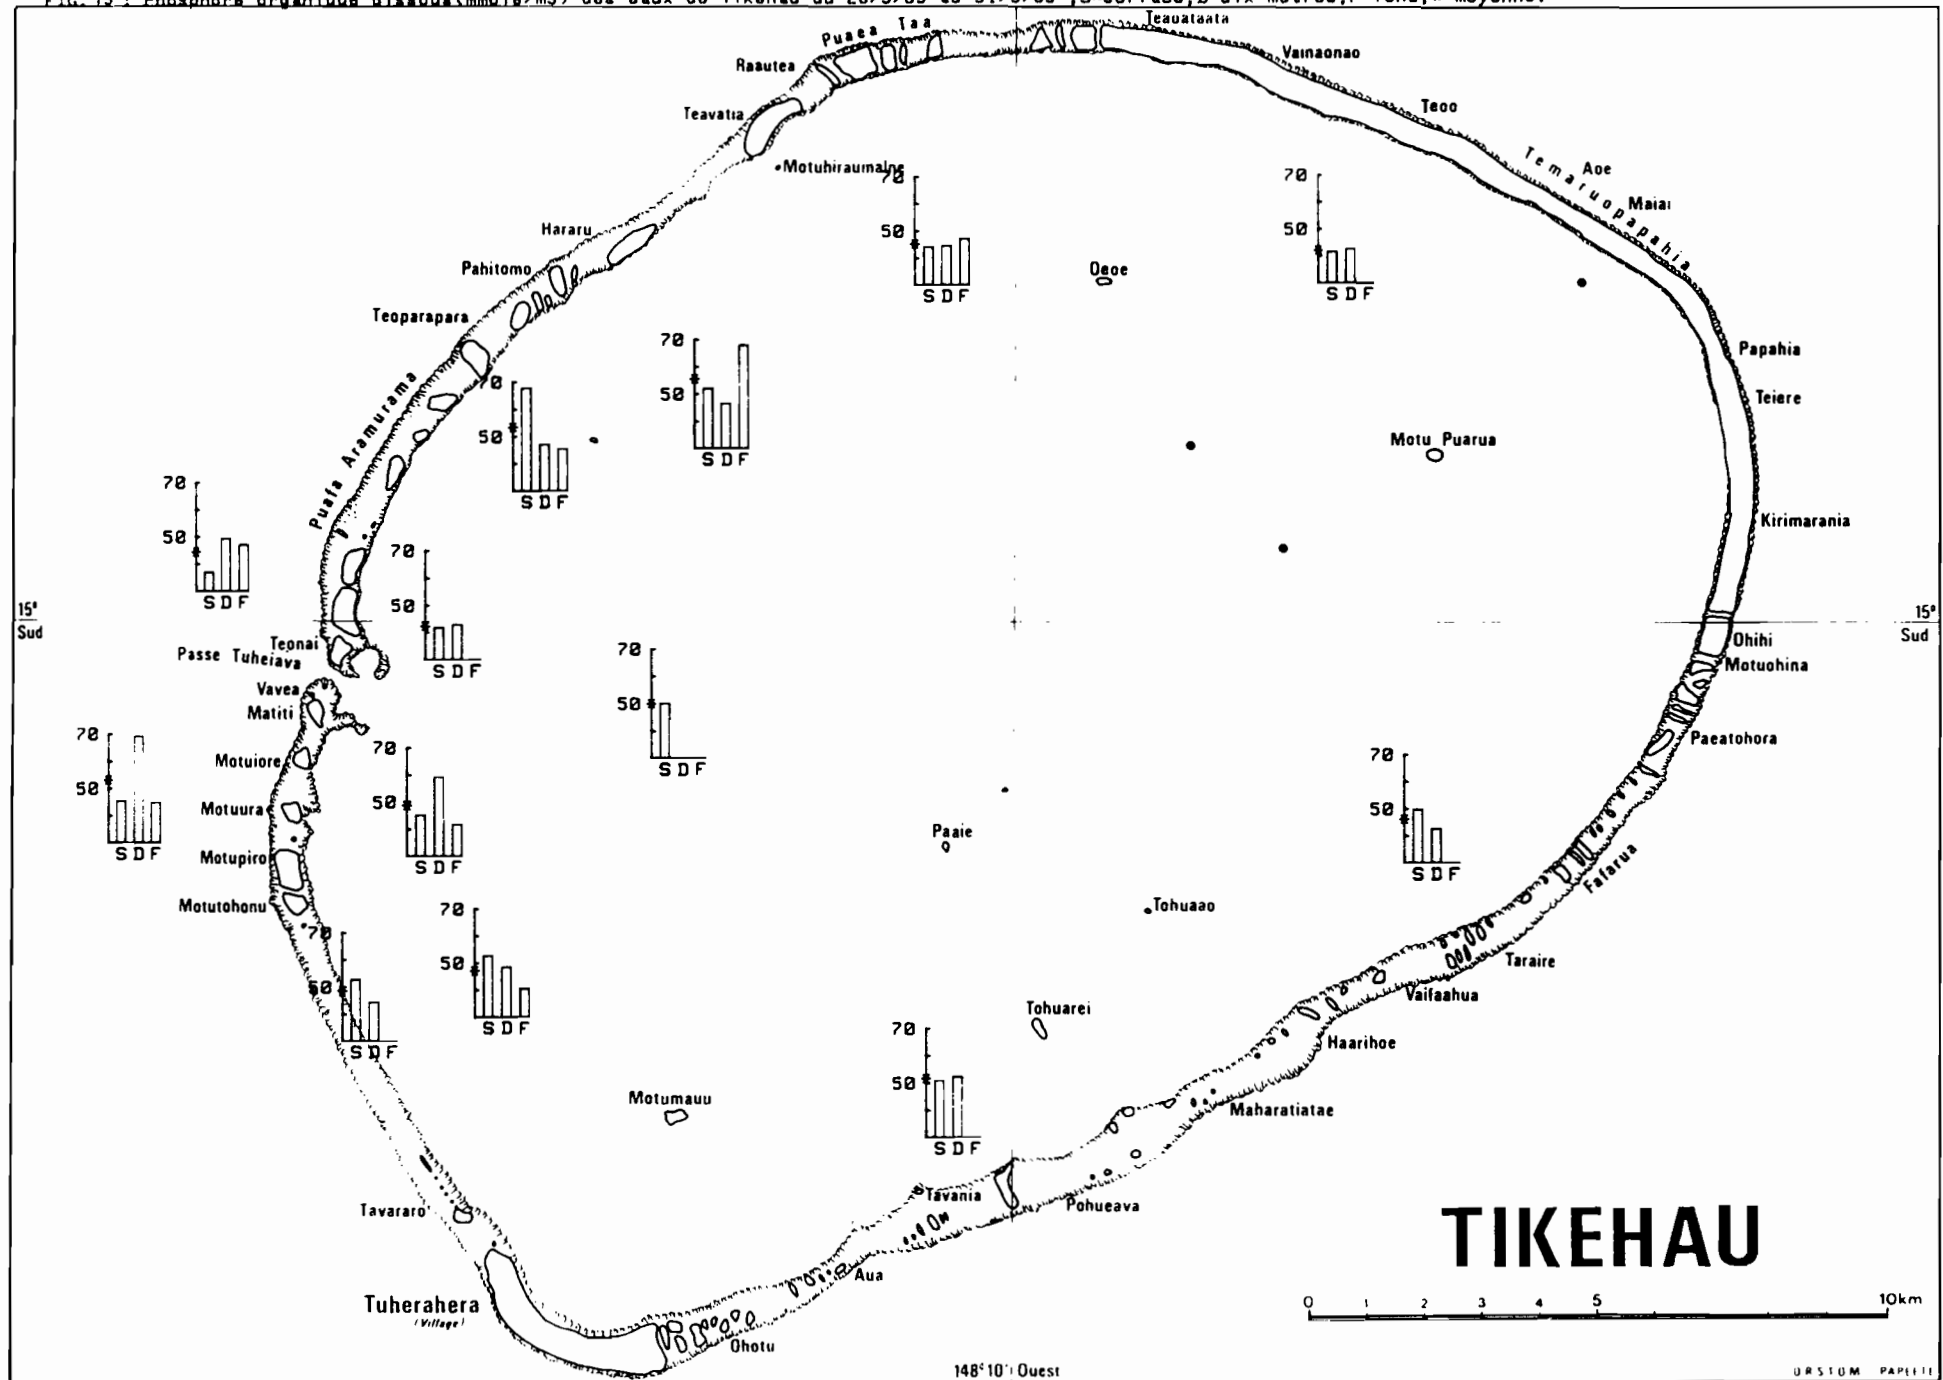 Teauataata
Puaea Taa
Vainaonao
Raautea
Teoo
Teavatia
Temaruopapahia
Aoe
Maiai
Motuhiraumaine
70
50
S D F
70
50
S D F
Hararu
Oeoe
Pahitomo
Teoparapara
70
50
S D F
Papahia
Teiere
Puafa Aramurama
70
50
S D F
Motu Puarua
70
50
S D F
Kirimarania
70
50
S D F
15°
Sud
15°
Sud
Teonai
Passe Tuheiava
Ohihi
Motuohina
Vavea
Matiti
70
50
S D F
Paeatohora
70
50
S D F
Motuiore
70
50
S D F
70
50
S D F
Motuura
Paaie
Motupiro
Fafarua
Motutohonu
Tohuaao
70
50
S D F
70
50
S D F
Taraire
Vaifaahua
Tohuarei
Haarihoe
70
50
S D F
Motumauu
Maharatiatae
Tavania
Pohueava
Tavararo
TIKEHAU
Aua
Tuherahera
(Village)
0 1 2 3 4 5 10km
Ohotu
148°10' Ouest
ORSTOM PAPEETE